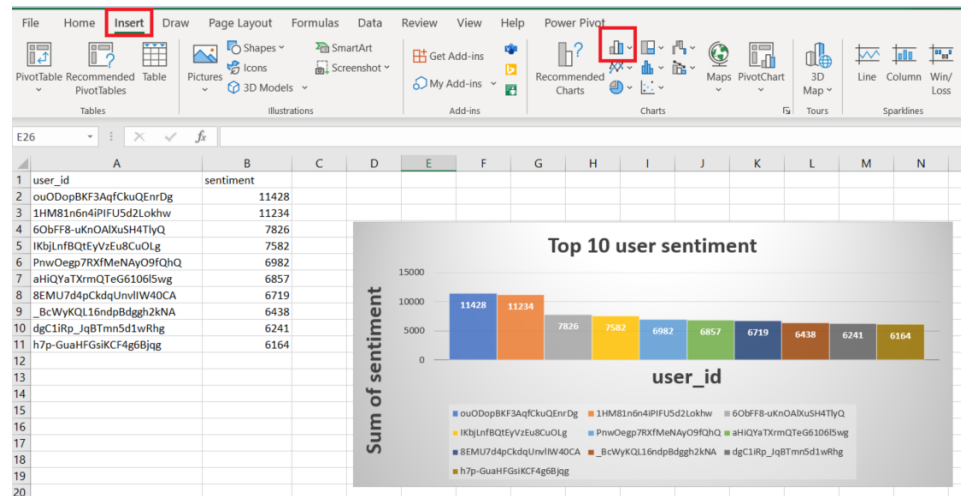 File Home Insert Draw Page Layout Formulas Data Review View Help Power Pivot
PivotTable
Recommended PivotTables
Table
Tables
Pictures
Shapes
Icons
3D Models
SmartArt
Screenshot
Illustrations
Get Add-ins
My Add-ins
Add-ins
Recommended Charts
Maps
PivotChart
Charts
3D Map
Tours
Line
Column
Win/Loss
Sparklines
E26
fx
A B C D E F G H I J K L M N
1 user_id sentiment
2 ouODopBKF3AqfCkuQEnrDg 11428
3 1HM81n6n4iPIFU5d2Lokhw 11234
4 6ObFF8-uKnOAlXuSH4TlyQ 7826
5 IKbjLnfBQtEyVzEu8CuOLg 7582
6 PnwOegp7RXfMeNAyO9fQhQ 6982
7 aHiQYaTXrmQTeG6106l5wg 6857
8 8EMU7d4pCkdqUnvlIW40CA 6719
9 _BcWyKQL16ndpBdggh2kNA 6438
10 dgC1iRp_JqBTmn5d1wRhg 6241
11 h7p-GuaHFGsiKCF4g6Bjqg 6164
12
13
14
15
16
17
18
19
20
Top 10 user sentiment
Sum of sentiment
15000
10000
5000
0
11428 11234 7826 7582 6982 6857 6719 6438 6241 6164
user_id
ouODopBKF3AqfCkuQEnrDg 1HM81n6n4iPIFU5d2Lokhw 6ObFF8-uKnOAlXuSH4TlyQ
IKbjLnfBQtEyVzEu8CuOLg PnwOegp7RXfMeNAyO9fQhQ aHiQYaTXrmQTeG6106l5wg
8EMU7d4pCkdqUnvlIW40CA _BcWyKQL16ndpBdggh2kNA dgC1iRp_JqBTmn5d1wRhg
h7p-GuaHFGsiKCF4g6Bjqg